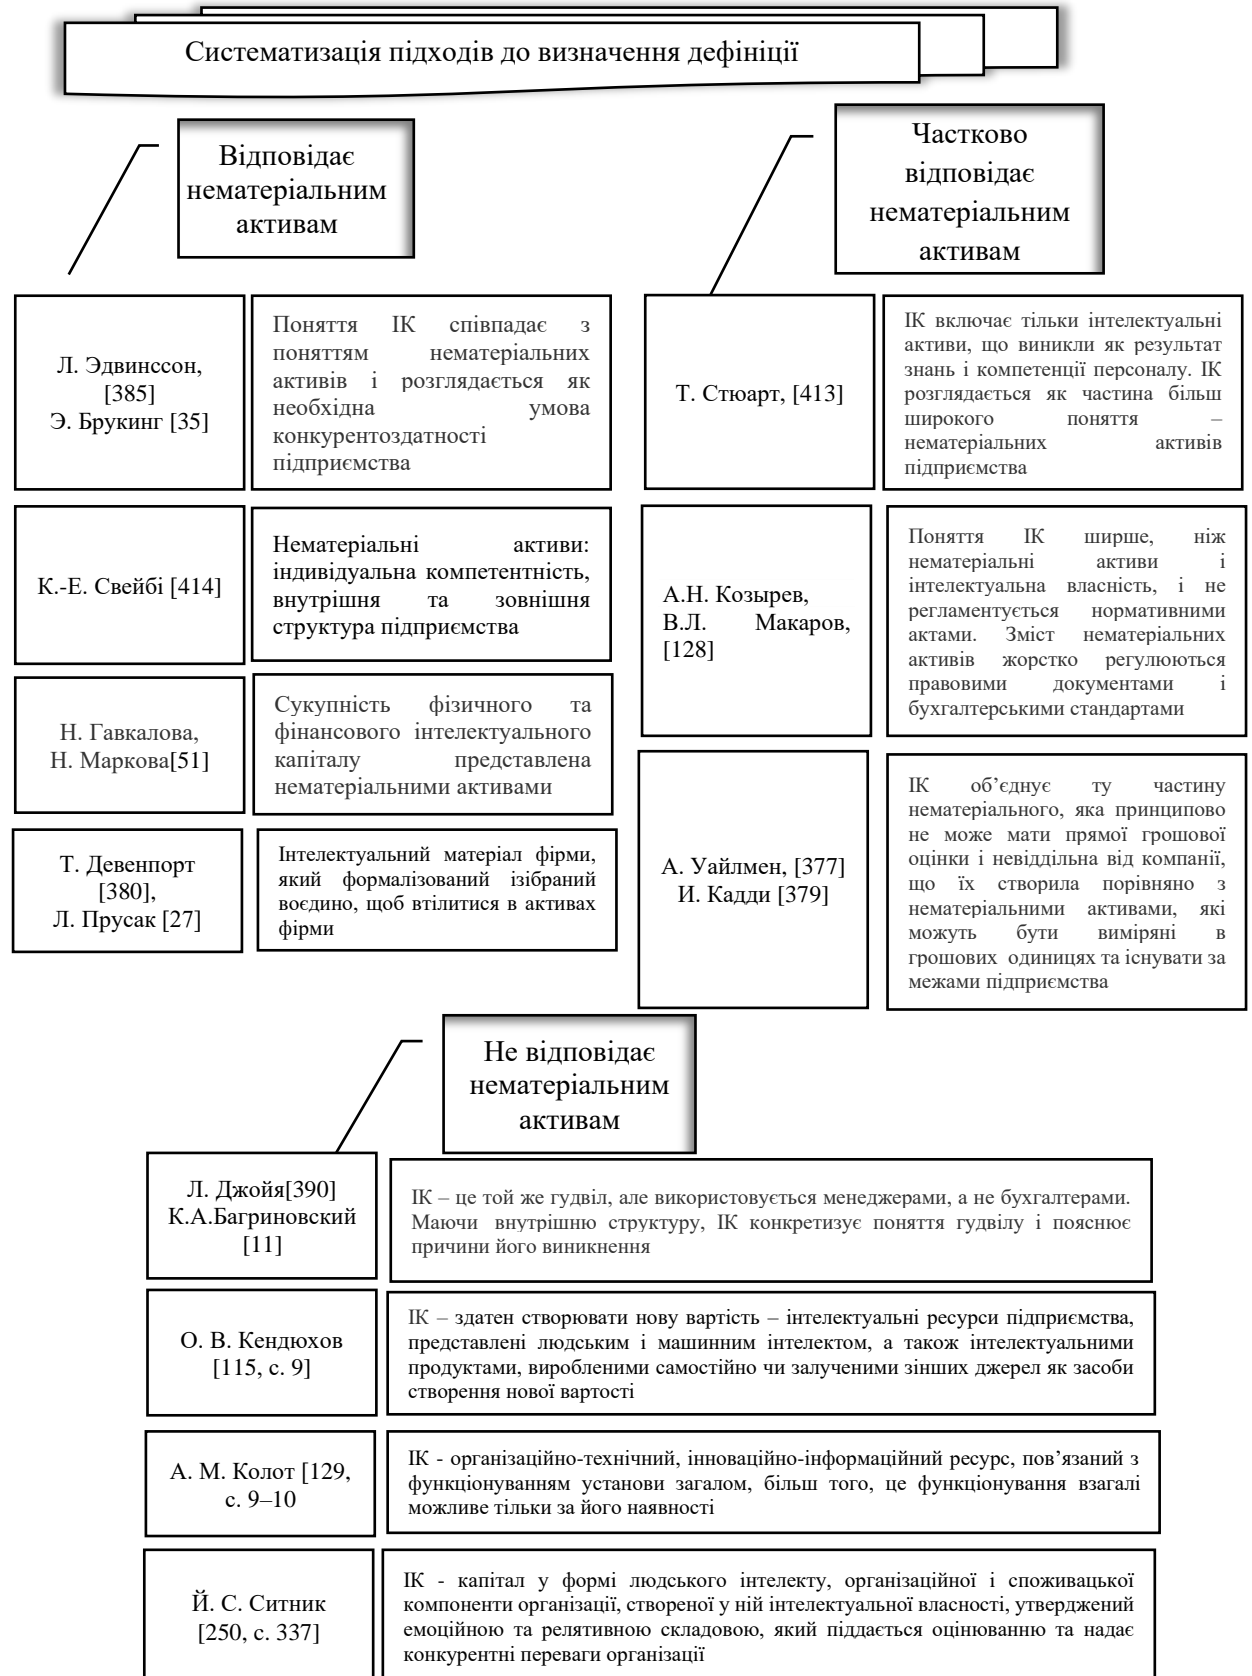 Систематизація підходів до визначення дефініції
Відповідає
нематеріальним
активам
Л. Эдвинссон,
[385]
Э. Брукинг [35]
Поняття ІК співпадає з
поняттям нематеріальних
активів і розглядається як
необхідна умова
конкурентоздатності
підприємства
К.-Е. Свейбі [414]
Нематеріальні активи:
індивідуальна компетентність,
внутрішня та зовнішня
структура підприємства
Н. Гавкалова,
Н. Маркова[51]
Сукупність фізичного та
фінансового інтелектуального
капіталу представлена
нематеріальними активами
Т. Девенпорт
[380],
Л. Прусак [27]
Інтелектуальний матеріал фірми,
який формалізований ізібраний
воєдино, щоб втілитися в активах
фірми
Частково
відповідає
нематеріальним
активам
Т. Стюарт, [413]
ІК включає тільки інтелектуальні
активи, що виникли як результат
знань і компетенції персоналу. ІК
розглядається як частина більш
широкого поняття –
нематеріальних активів
підприємства
А.Н. Козырев,
В.Л. Макаров,
[128]
Поняття ІК ширше, ніж
нематеріальні активи і
інтелектуальна власність, і не
регламентується нормативними
актами. Зміст нематеріальних
активів жорстко регулюються
правовими документами і
бухгалтерськими стандартами
А. Уайлмен, [377]
И. Кадди [379]
ІК об’єднує ту частину
нематеріального, яка принципово
не може мати прямої грошової
оцінки і невіддільна від компанії,
що їх створила порівняно з
нематеріальними активами, які
можуть бути виміряні в
грошових одиницях та існувати за
межами підприємства
Не відповідає
нематеріальним
активам
Л. Джойя[390]
К.А.Багриновский
[11]
ІК – це той же гудвіл, але використовується менеджерами, а не бухгалтерами.
Маючи внутрішню структуру, ІК конкретизує поняття гудвілу і пояснює
причини його виникнення
О. В. Кендюхов
[115, с. 9]
ІК – здатен створювати нову вартість – інтелектуальні ресурси підприємства,
представлені людським і машинним інтелектом, а також інтелектуальними
продуктами, виробленими самостійно чи залученими зінших джерел як засоби
створення нової вартості
А. М. Колот [129,
с. 9–10
ІК - організаційно-технічний, інноваційно-інформаційний ресурс, пов’язаний з
функціонуванням установи загалом, більш того, це функціонування взагалі
можливе тільки за його наявності
Й. С. Ситник
[250, с. 337]
ІК - капітал у формі людського інтелекту, організаційної і споживацької
компоненти організації, створеної у ній інтелектуальної власності, утверджений
емоційною та релятивною складовою, який піддається оцінюванню та надає
конкурентні переваги організації